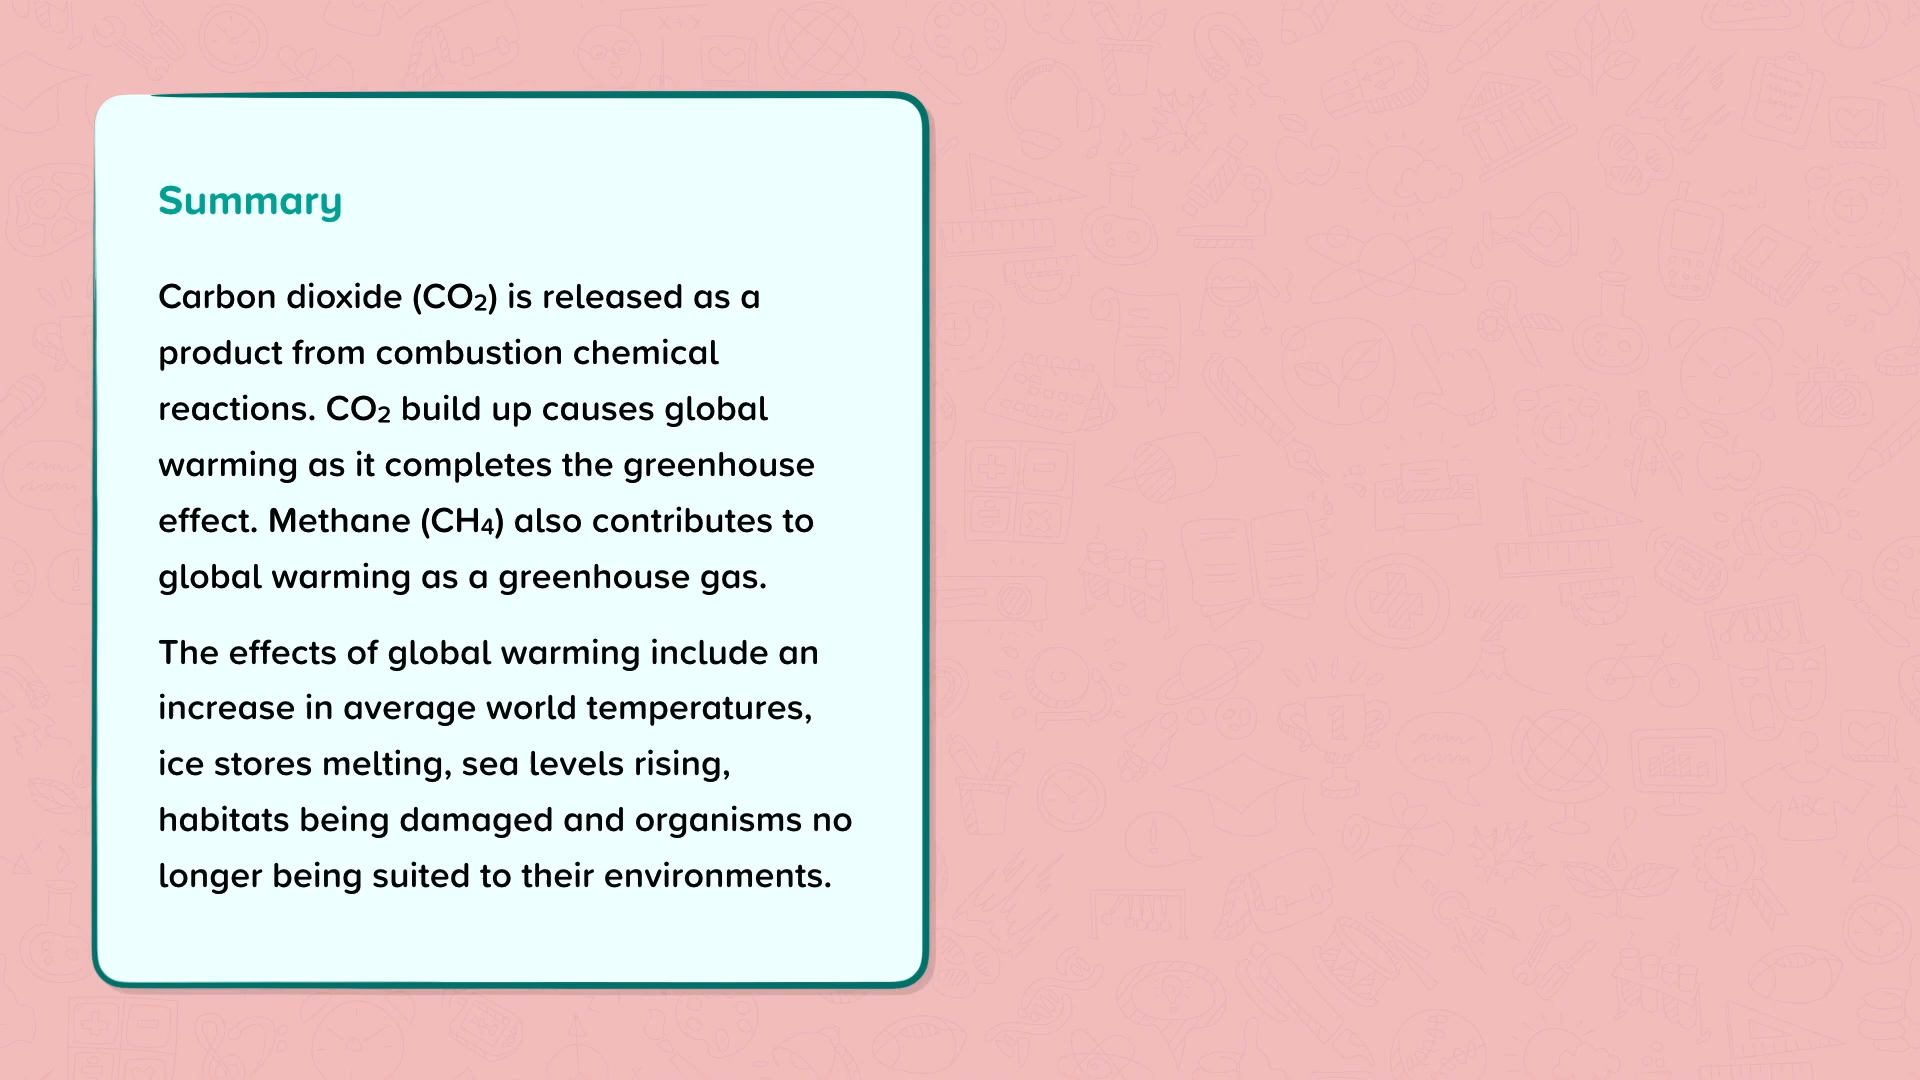 Summary
Carbon dioxide (CO₂) is released as a
product from combustion chemical
reactions. CO₂ build up causes global
warming as it completes the greenhouse
effect. Methane (CH₄) also contributes to
global warming as a greenhouse gas.
The effects of global warming include an
increase in average world temperatures,
ice stores melting, sea levels rising,
habitats being damaged and organisms no
longer being suited to their environments.